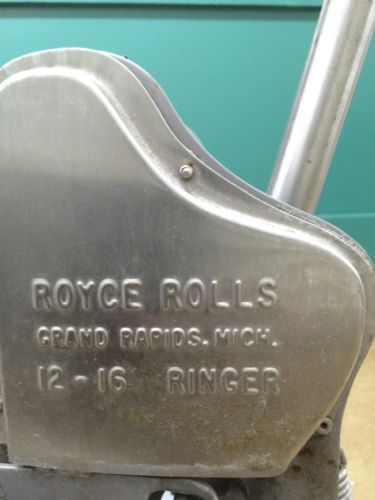 ROYCE ROLLS
GRAND RAPIDS. MICH.
12-16 RINGER